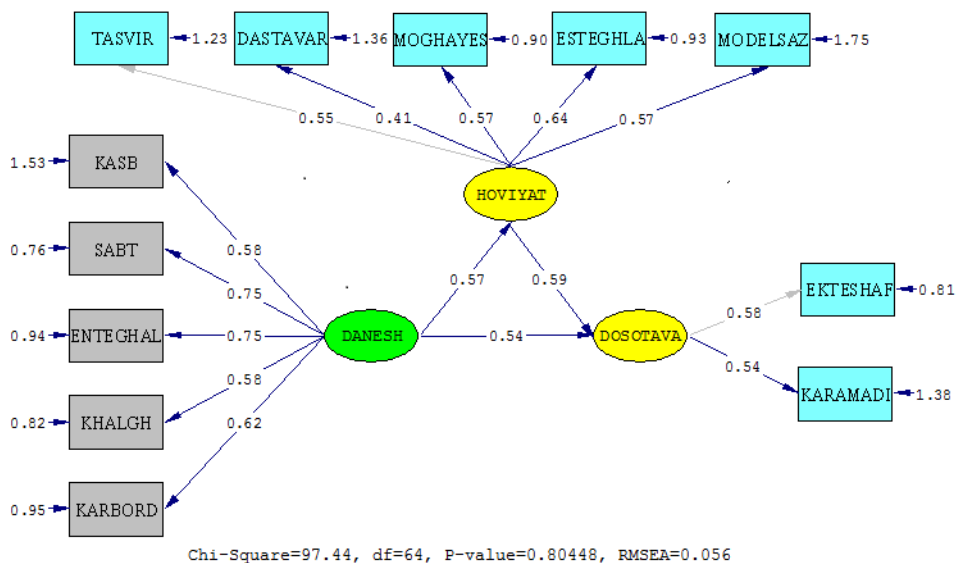 TASVIR 1.23 DASTAVAR 1.36 MOGHAYES 0.90 ESTEGHLA 0.93 MODELSAZ 1.75
0.55 0.41 0.57 0.64 0.57
1.53 KASB
HOVIYAT
0.76 SABT
0.58
0.57 0.59
0.75
EKTESHAF 0.81
0.58
0.94 ENTEGHAL 0.75 DANESH 0.54 DOSOTAVA
0.58
0.54
KARAMADI 1.38
0.82 KHALGH
0.62
0.95 KARBORD
Chi-Square=97.44, df=64, P-value=0.80448, RMSEA=0.056